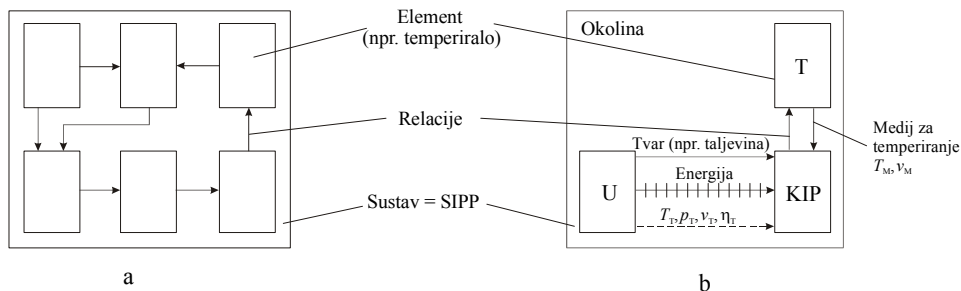 Element
(npr. temperiralo)
Relacije
Sustav = SIPP
a
Okolina
T
Medij za
temperiranje
T_M, v_M
Tvar (npr. taljevina)
Energija
U
KIP
T_T, p_T, v_T, η_T
b